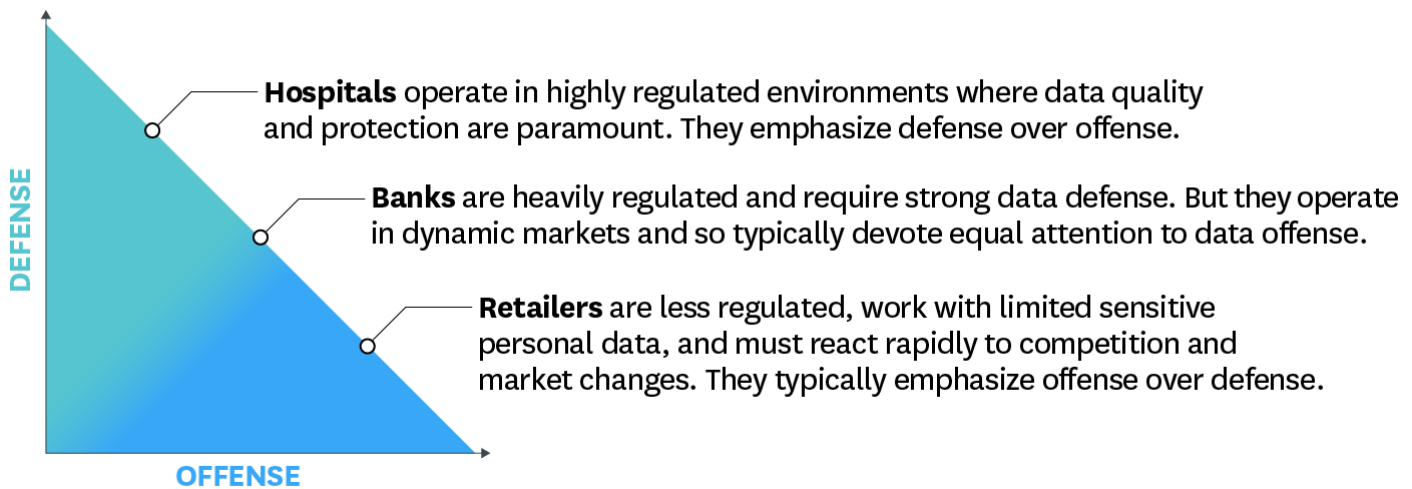 Hospitals operate in highly regulated environments where data quality
and protection are paramount. They emphasize defense over offense.
DEFENSE
Banks are heavily regulated and require strong data defense. But they operate
in dynamic markets and so typically devote equal attention to data offense.
Retailers are less regulated, work with limited sensitive
personal data, and must react rapidly to competition and
market changes. They typically emphasize offense over defense.
OFFENSE